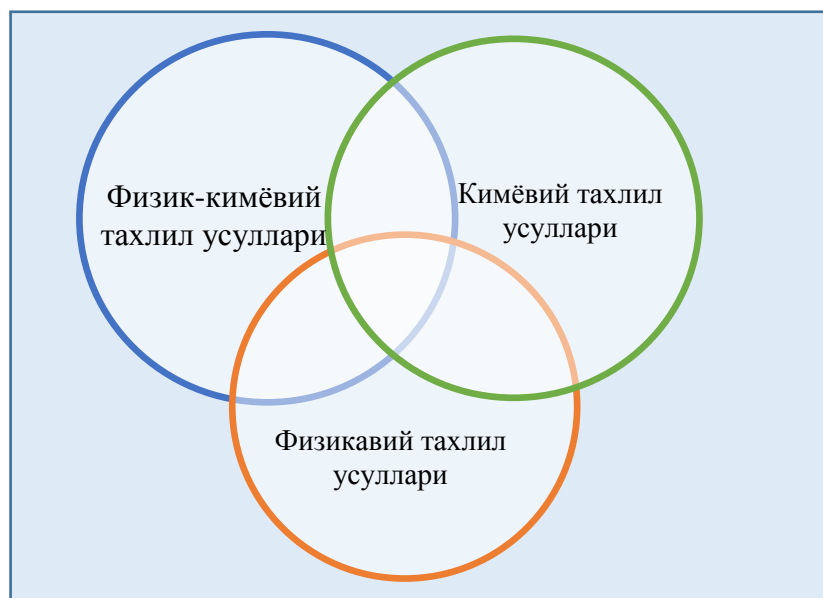 Физик-кимёвий
тахлил усуллари
Кимёвий тахлил
усуллари
Физикавий тахлил
усуллари